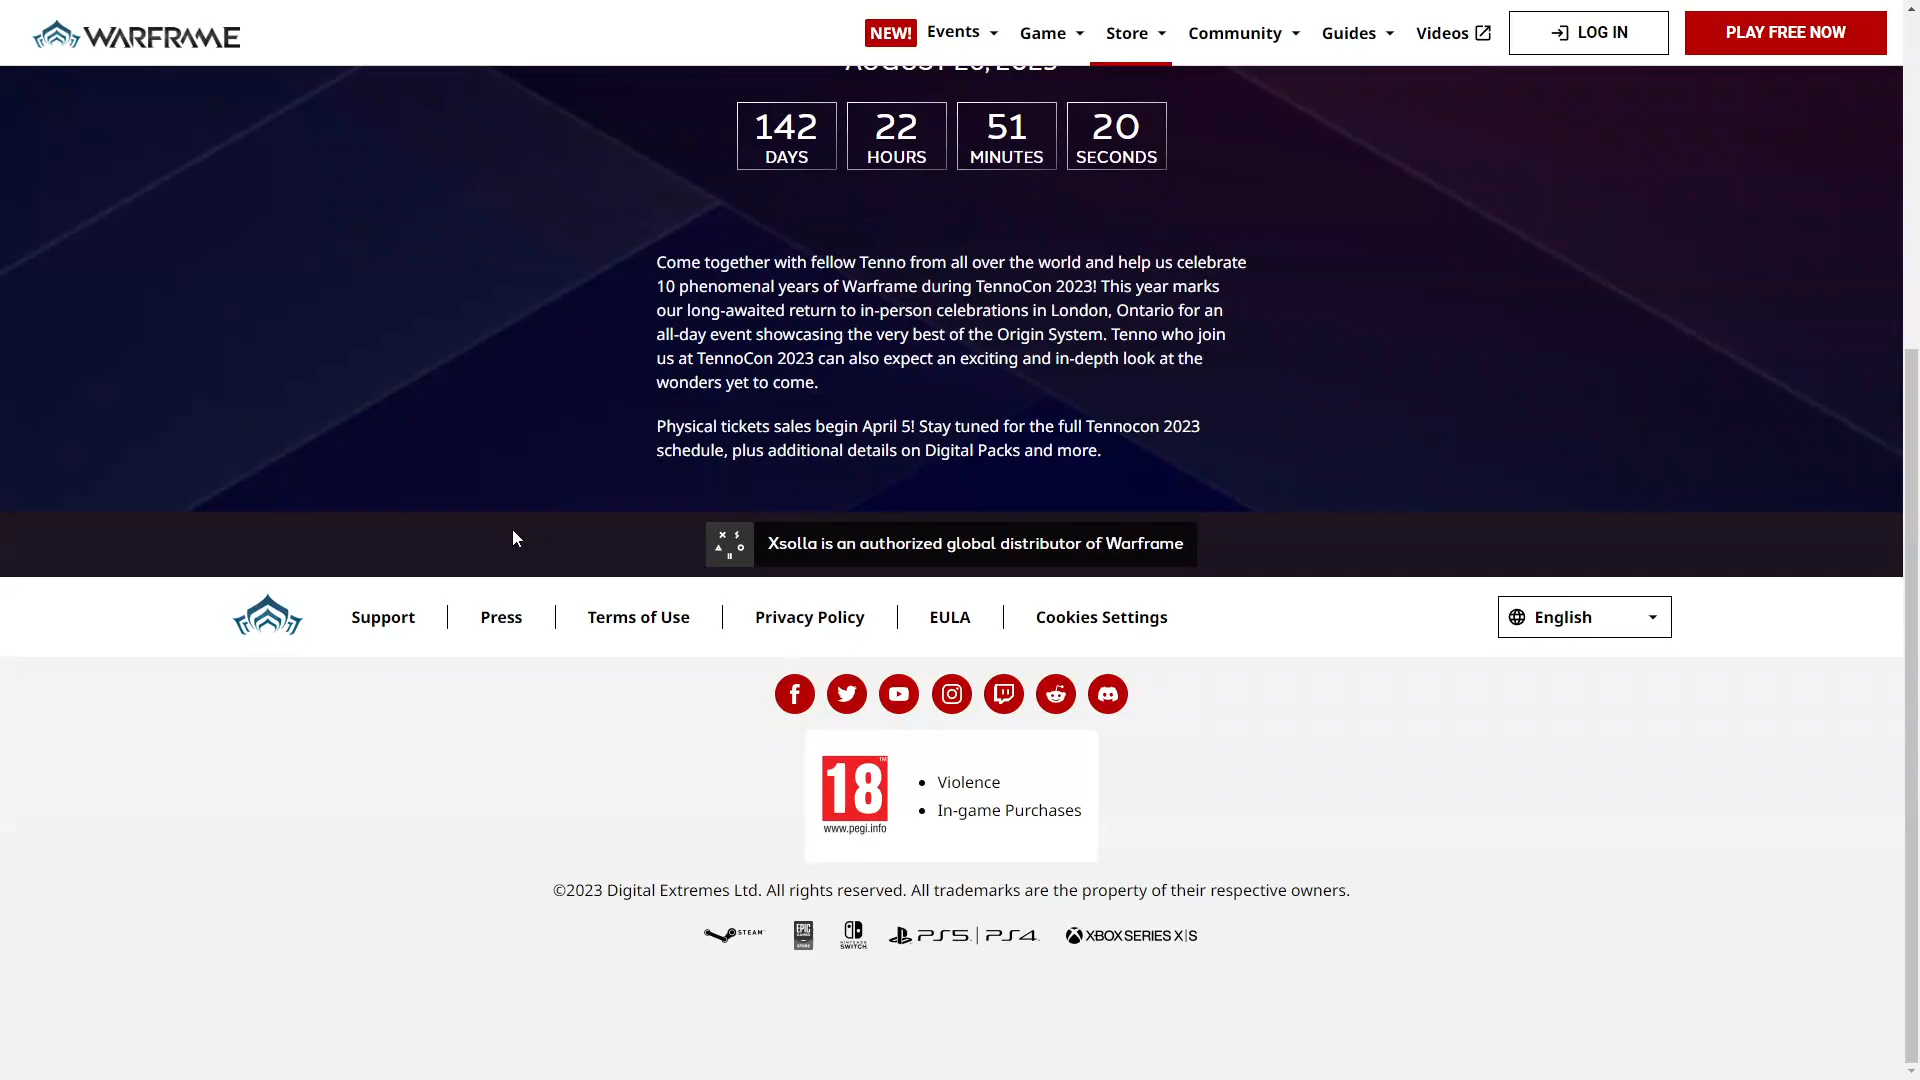 WARFRAME
NEW! Events Game Store Community Guides Videos LOG IN PLAY FREE NOW
142 22 51 20
DAYS HOURS MINUTES SECONDS
Come together with fellow Tenno from all over the world and help us celebrate
10 phenomenal years of Warframe during TennoCon 2023! This year marks
our long-awaited return to in-person celebrations in London, Ontario for an
all-day event showcasing the very best of the Origin System. Tenno who join
us at TennoCon 2023 can also expect an exciting and in-depth look at the
wonders yet to come.
Physical tickets sales begin April 5! Stay tuned for the full Tennocon 2023
schedule, plus additional details on Digital Packs and more.
Xsolla is an authorized global distributor of Warframe
Support Press Terms of Use Privacy Policy EULA Cookies Settings English
18™
www.pegi.info
Violence
In-game Purchases
©2023 Digital Extremes Ltd. All rights reserved. All trademarks are the property of their respective owners.
STEAM EPIC GAMES STORE NINTENDO SWITCH PS5 | PS4 XBOX SERIES X|S